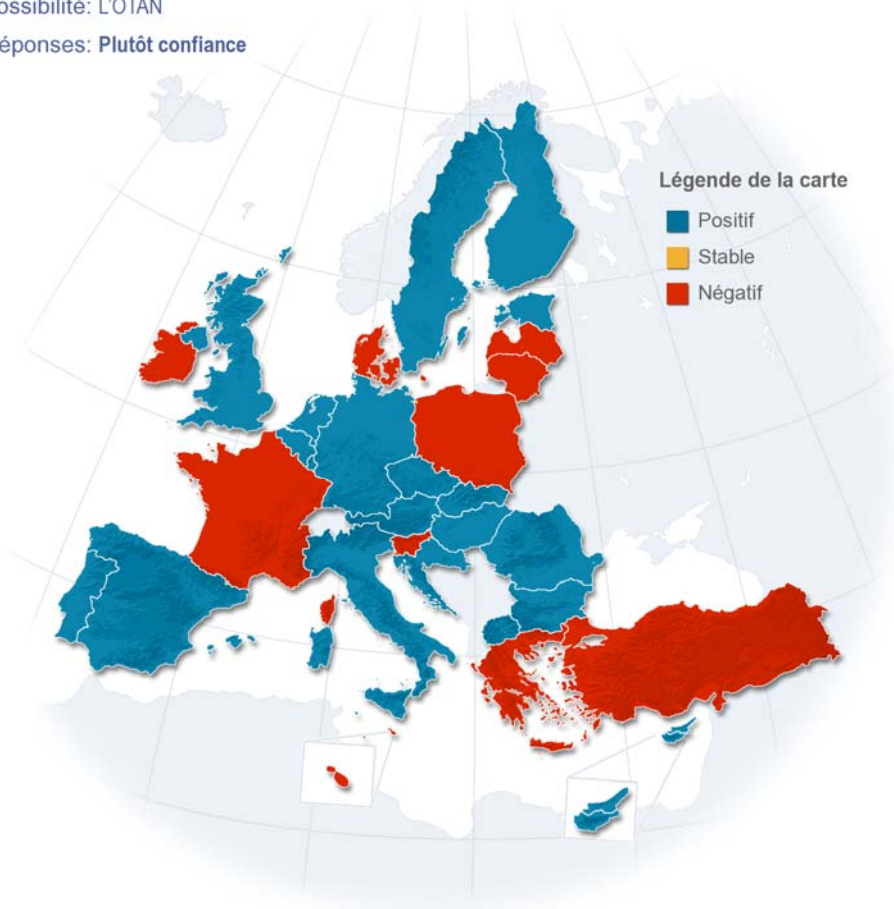 ossibilité: L'OTAN
éponses: Plutôt confiance
Légende de la carte
Positif
Stable
Négatif